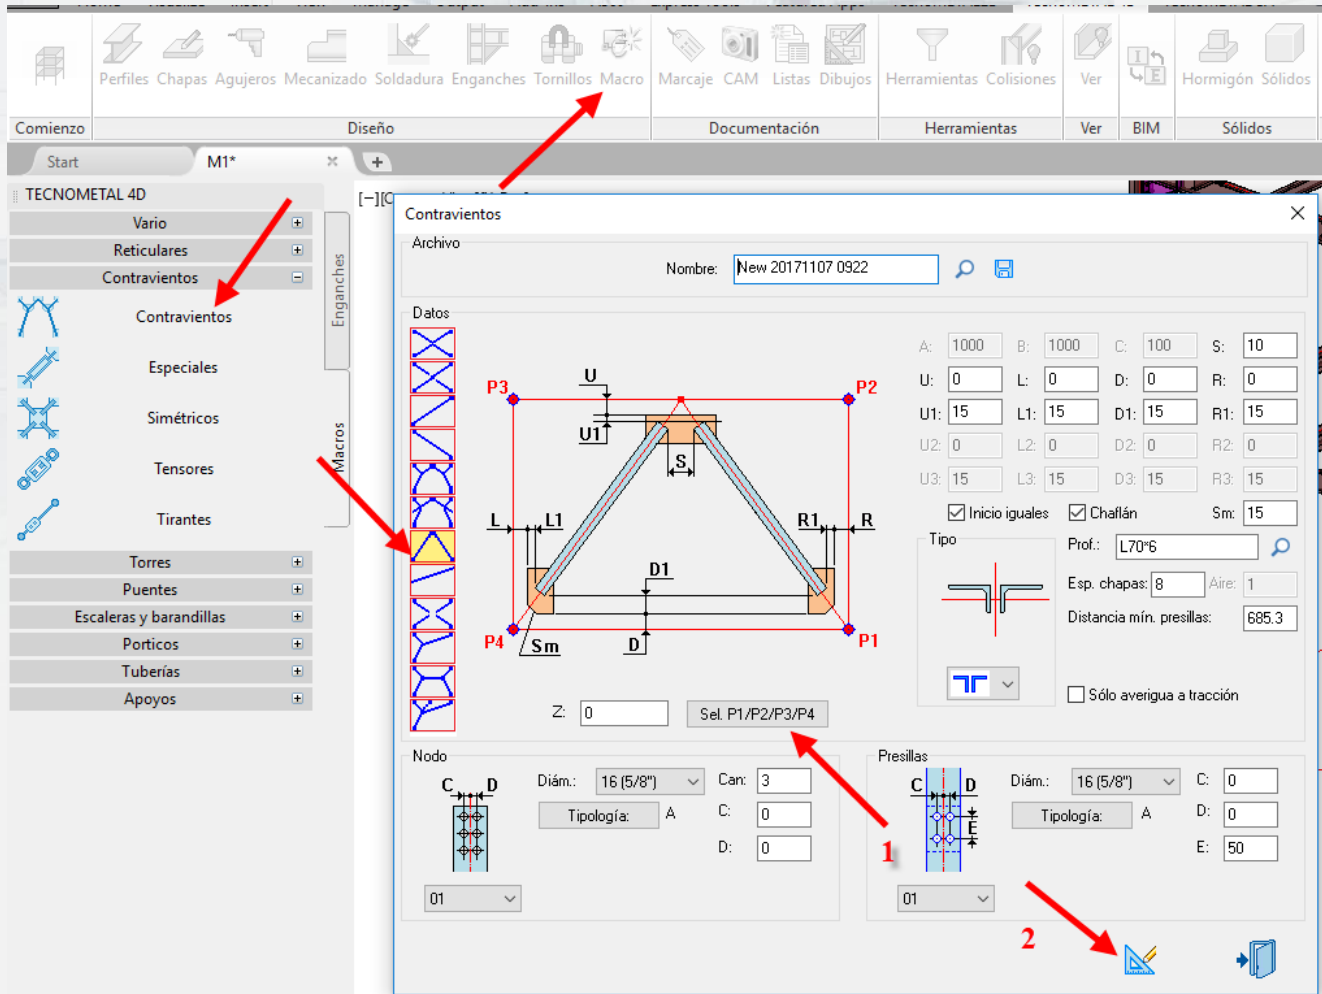 Perfiles Chapas Agujeros Mecanizado Soldadura Enganches Tornillos Macro Marcaje CAM Listas Dibujos Herramientas Colisiones Ver I E Hormigón Sólidos
Comienzo Diseño Documentación Herramientas Ver BIM Sólidos
Start M1* +
TECNOMETAL 4D
Vario
Reticulares
Contravientos
Contravientos
Especiales
Simétricos
Tensores
Tirantes
Torres
Puentes
Escaleras y barandillas
Porticos
Tuberías
Apoyos
Enganches
Macros
Contravientos
Archivo
Nombre: New 20171107 0922
Datos
P3 U P2
U1
S
L L1 R1 R
D1
P4 Sm D P1
Z: 0 Sel. P1/P2/P3/P4
A: 1000 B: 1000 C: 100 S: 10
U: 0 L: 0 D: 0 R: 0
U1: 15 L1: 15 D1: 15 R1: 15
U2: 0 L2: 0 D2: 0 R2: 0
U3: 15 L3: 15 D3: 15 R3: 15
Inicio iguales Chaflán Sm: 15
Tipo
Prof.: L70*6
Esp. chapas: 8 Aire: 1
Distancia mín. presillas: 685.3
Sólo averigua a tracción
Nodo
C D
Diám.: 16 (5/8") Can: 3
Tipología: A C: 0
D: 0
01
Presillas
C D
E
Diám.: 16 (5/8") C: 0
Tipología: A D: 0
E: 50
01
1
2